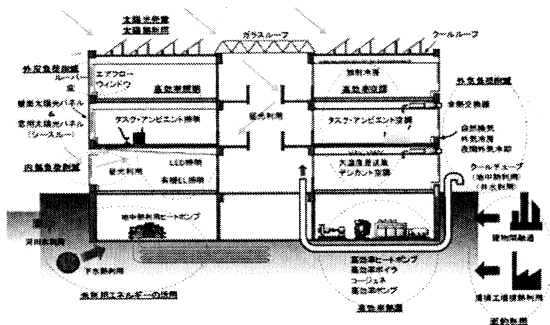 太陽光発電
太陽熱利用
ガラスルーフ
クールルーフ
外皮負荷削減
ルーバー
庇
エアフロー
ウィンドウ
高効率照明
放射冷房
高効率空調
外気負荷削減
全熱交換器
壁面太陽光パネル
&
窓用太陽光パネル
(シースルー)
タスク・アンビエント照明
昼光利用
タスク・アンビエント空調
自然換気
外気冷房
夜間外気冷却
内部負荷削減
LED照明
昼光利用
有機EL照明
大温度差送風
デシカント空調
クールチューブ
(地中熱利用)
(井水利用)
地中熱利用ヒートポンプ
河川水利用
下水熱利用
未利用エネルギーの活用
高効率ヒートポンプ
高効率ボイラ
コージェネ
高効率ポンプ
高効率熱源
建物間融通
清掃工場排熱利用
面的利用